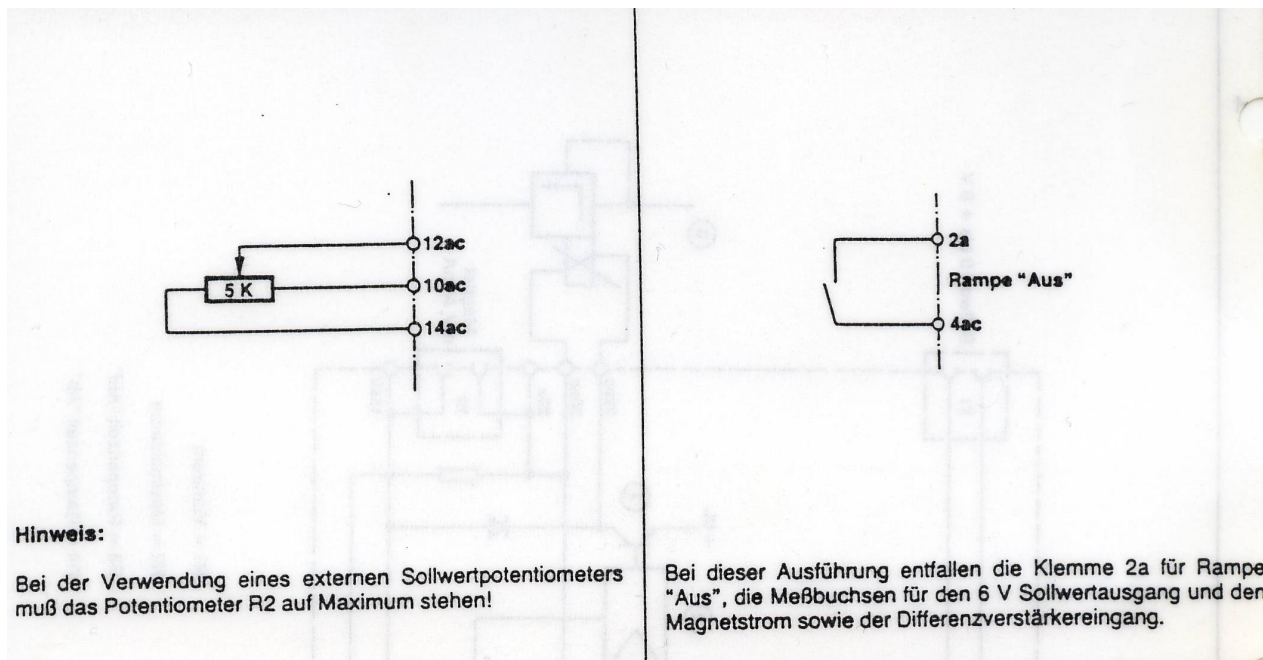 12ac
5 K
10ac
14ac
Hinweis:
Bei der Verwendung eines externen Sollwertpotentiometers
muß das Potentiometer R2 auf Maximum stehen!
2a
Rampe "Aus"
4ac
Bei dieser Ausführung entfallen die Klemme 2a für Rampe
"Aus", die Meßbuchsen für den 6 V Sollwertausgang und den
Magnetstrom sowie der Differenzverstärkereingang.